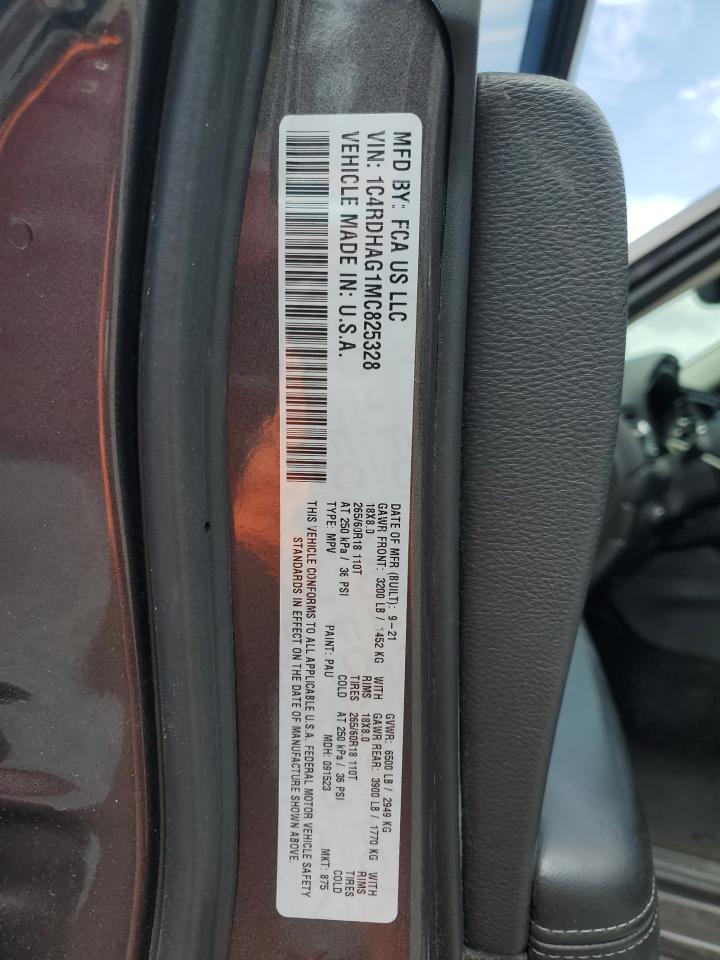 MFD BY: FCA US LLC
VIN: 1C4RDHAG1MC825328
VEHICLE MADE IN: U.S.A.
DATE OF MFR (BUILT): 9-21 GVWR: 6500 LB / 2949 KG
GAWR FRONT: 3200 LB / 1452 KG WITH GAWR REAR: 3900 LB / 1770 KG WITH
18X8.0 RIMS 18X8.0 RIMS
265/60R18 110T TIRES 265/60R18 110T TIRES
AT 250 kPa / 36 PSI COLD AT 250 kPa / 36 PSI COLD
TYPE: MPV PAINT: PAU MDH: 091523 MKT: 875
THIS VEHICLE CONFORMS TO ALL APPLICABLE U.S.A. FEDERAL MOTOR VEHICLE SAFETY
STANDARDS IN EFFECT ON THE DATE OF MANUFACTURE SHOWN ABOVE.